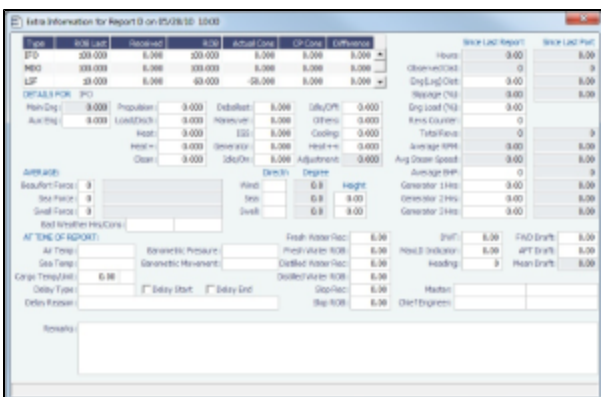 Extra Information for Report D on 05/28/10 1000
Since Last Report Since Last Port
Type ROB Last Received ROB Actual Cons CP Cons Difference
IFO 100.000 0.000 100.000 0.000 0.000 0.000
MDO 100.000 0.000 100.000 0.000 0.000 0.000
LSF 0.000 0.000
Hours: 0.00 0.00
Observed Dist: 0 0
Eng(Log) Dist: 0.00 0.00
Slippage (%): 0.00 0.00
DETAILS FOR IFO
Main Eng: 0.000 Propulsion: 0.000 Deballast: 0.000 Idle/Off: 0.000
Aux Eng: 0.000 Load/Disch: 0.000 Maneuver: 0.000 Others: 0.000
Heat: 0.000 IGS: 0.000 Cooling: 0.000
Heat+: 0.000 Generator: 0.000 Heat++: 0.000
Clean: 0.000 Idle/On: 0.000 Adjustment: 0.000
Eng Load (%): 0.00
Revs Counter: 0
Total Revs: 0 0
Average RPM: 0.00 0.00
Avg Steam Speed: 0.00 0.00
Average BHP: 0 0.00
Generator 1 Hrs: 0.00 0.00
Generator 2 Hrs: 0.00 0.00
Generator 3 Hrs: 0.00 0.00
AVERAGE: Directn Degree
Beaufort Force: 0 Wind: 0.0 Height
Sea Force: 0 Sea: 0.0 0.00
Swell Force: 0 Swell: 0.0 0.00
Bad Weather Hrs/Cons:
AT TIME OF REPORT:
Air Temp: Barometric Pressure:
Sea Temp: Barometric Movement:
Cargo Temp/Unit: 0.00
Delay Type: Delay Start Delay End
Delay Reason:
Fresh Water Rec: 0.00
Fresh Water ROB: 0.00
Distilled Water Rec: 0.00
Distilled Water ROB: 0.00
Slop Rec: 0.00
Slop ROB: 0.00
DWT: 0.00 FWD Draft: 0.00
0.00 AFT Draft: 0.00
Heading: 0 Mean Draft: 0.00
Master:
Chief Engineer:
Remarks: